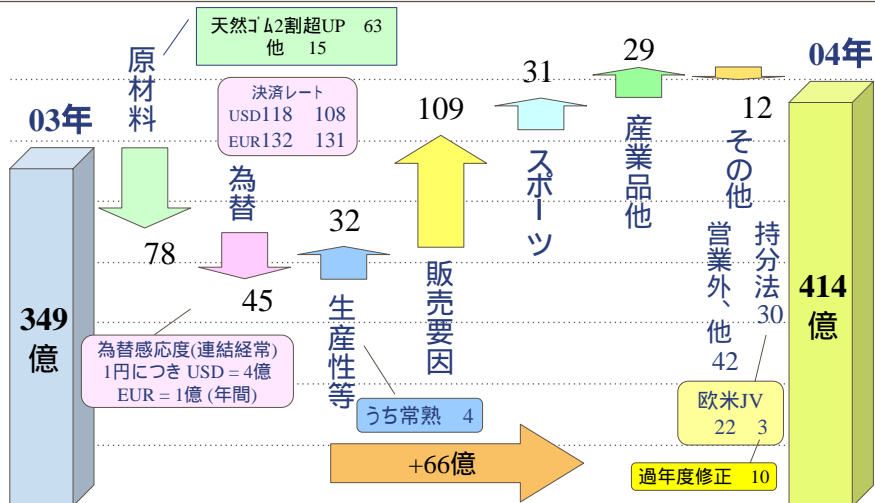 天然ゴム2割超UP 63
他 15
原材料
03年
決済レート
USD118 108
EUR132 131
為替
78
45
32
109
31
29
12
04年
生産性等
販売要因
スポーツ
産業品他
その他
営業外、他 42
持分法 30
349
億
414
億
為替感応度(連結経常)
1円につき USD = 4億
EUR = 1億 (年間)
うち常熟 4
欧米JV
22 3
過年度修正 10
+66億